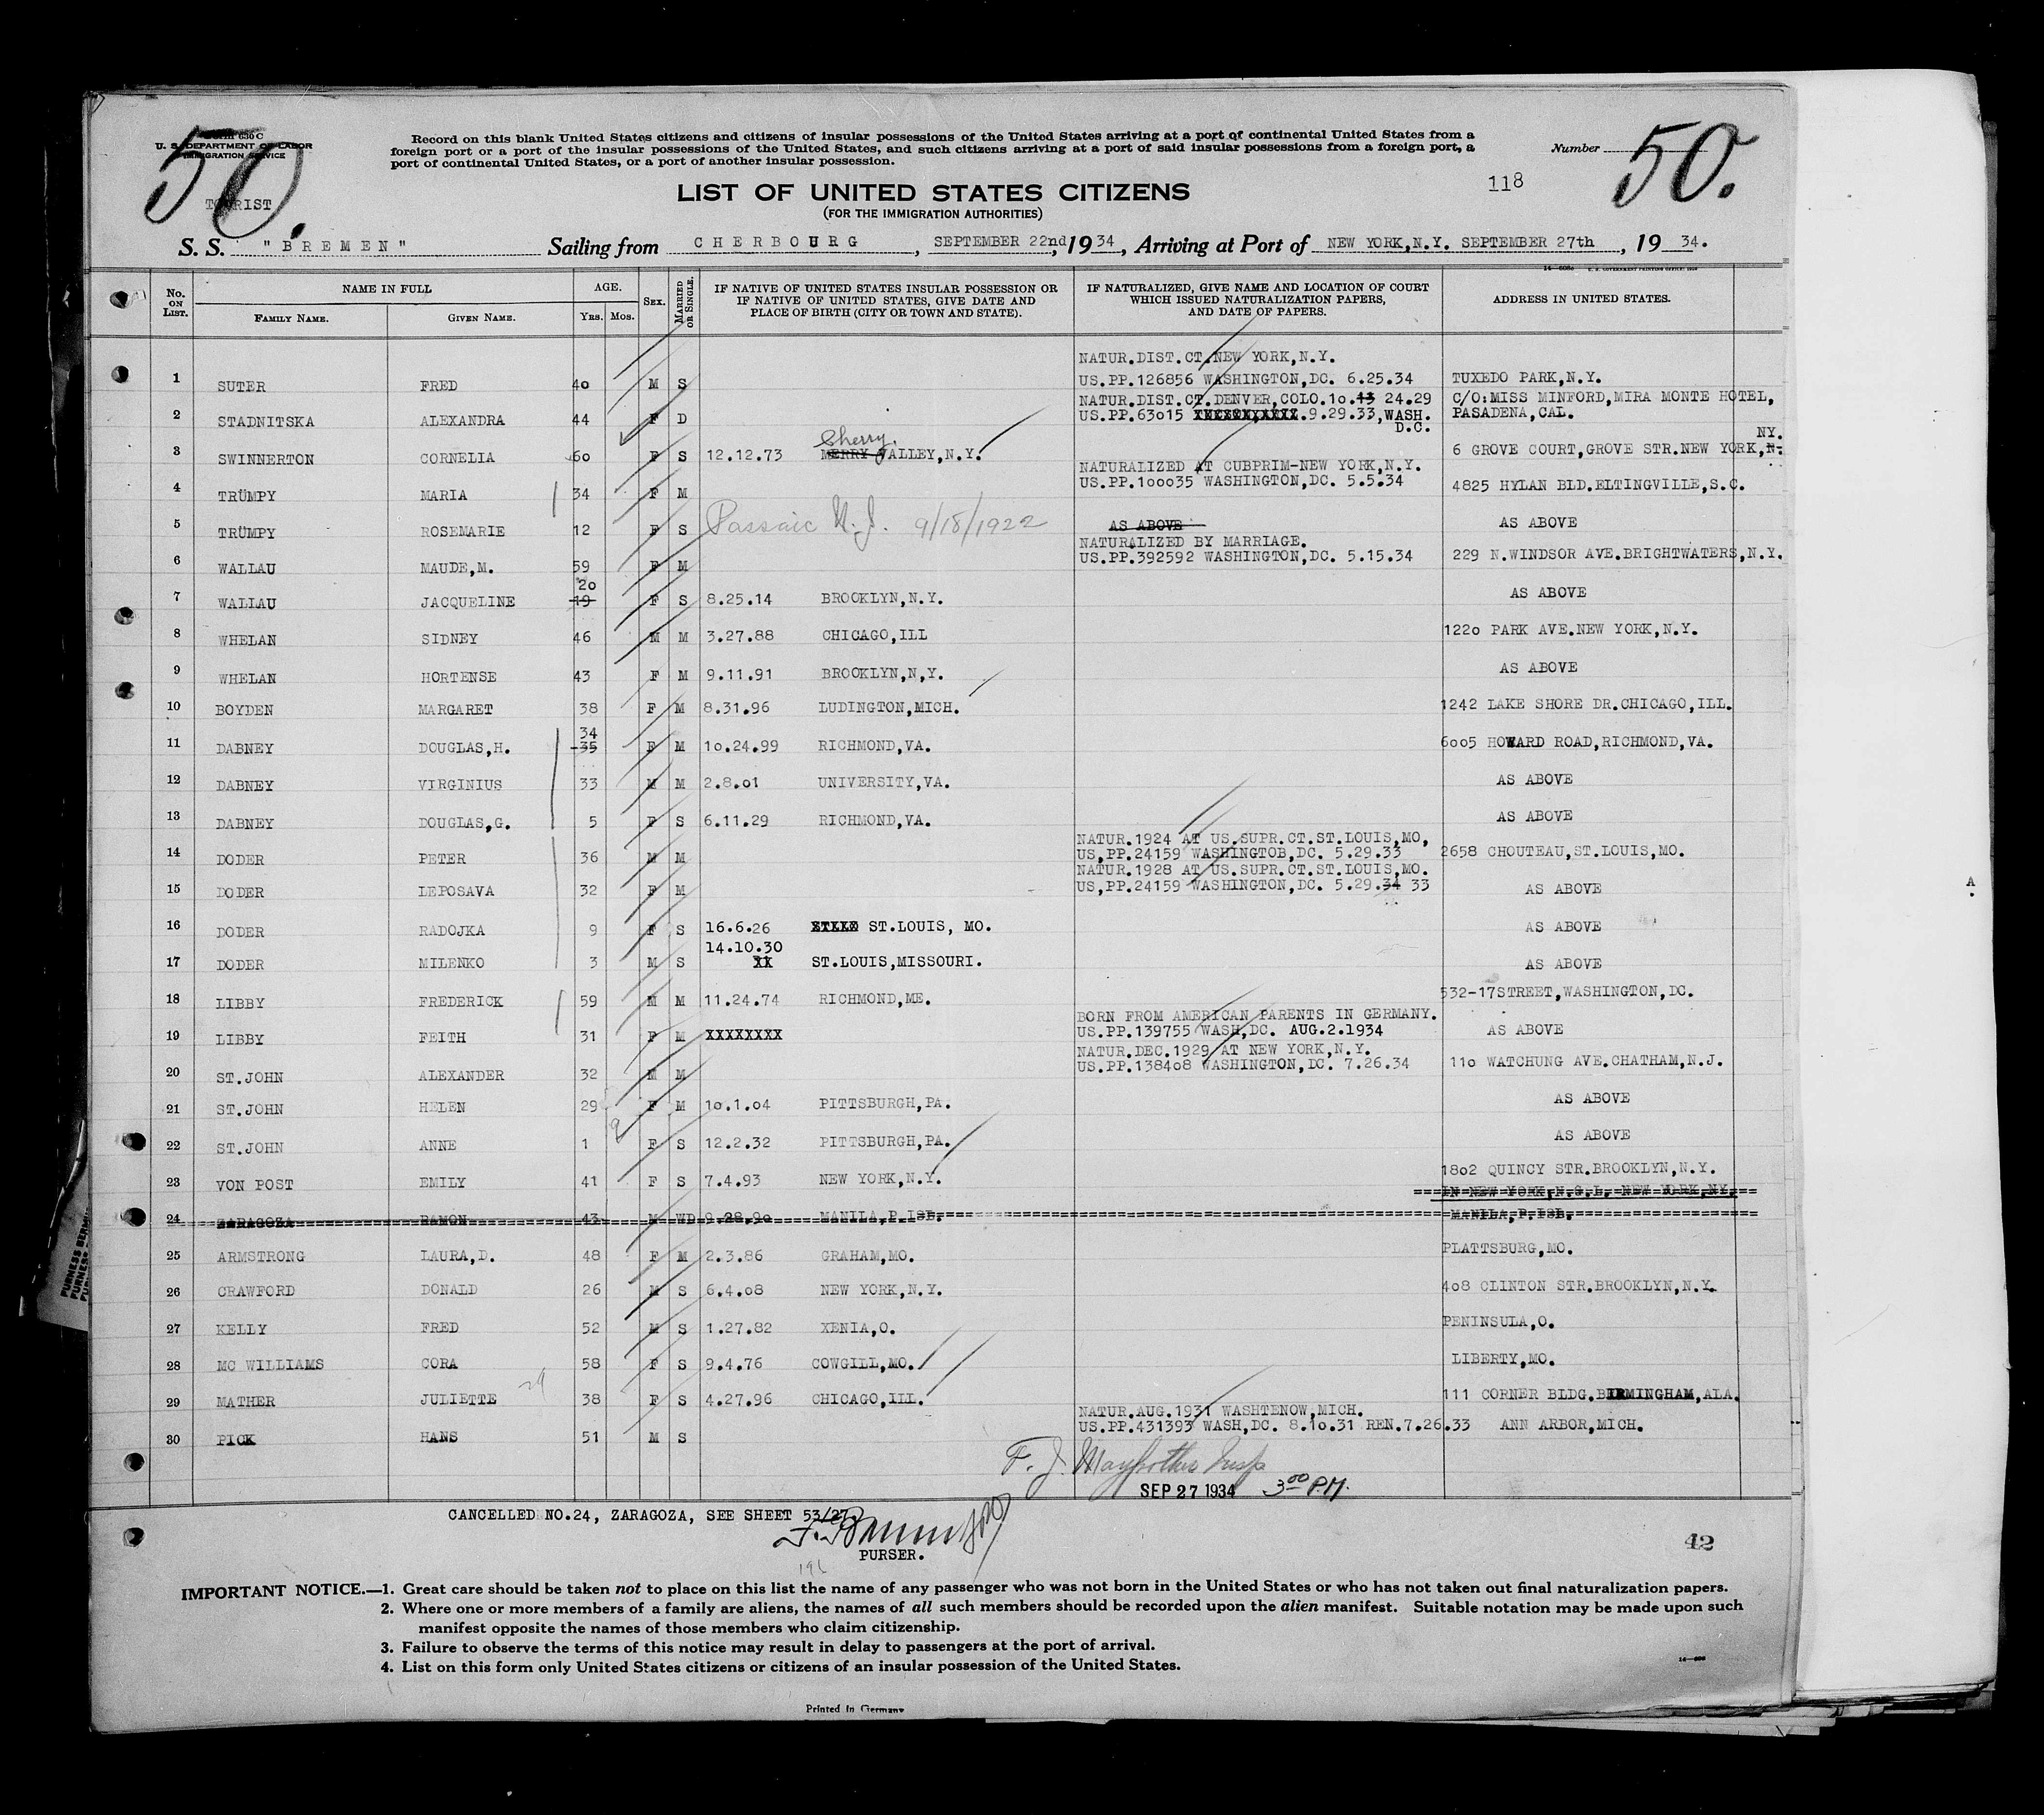 Form 630 C
U. S. DEPARTMENT OF LABOR
IMMIGRATION SERVICE
50.
TOURIST
Record on this blank United States citizens and citizens of insular possessions of the United States arriving at a port of continental United States from a
foreign port or a port of the insular possessions of the United States, and such citizens arriving at a port of said insular possessions from a foreign port, a
port of continental United States, or a port of another insular possession.
Number
50.
118
LIST OF UNITED STATES CITIZENS
(FOR THE IMMIGRATION AUTHORITIES)
S. S. "BREMEN" Sailing from CHERBOURG, SEPTEMBER 22nd, 1934, Arriving at Port of NEW YORK,N.Y. SEPTEMBER 27th, 1934.
No. ON LIST. NAME IN FULL FAMILY NAME. GIVEN NAME. AGE. YRS. MOS. SEX. MARRIED OR SINGLE. IF NATIVE OF UNITED STATES INSULAR POSSESSION OR IF NATIVE OF UNITED STATES, GIVE DATE AND PLACE OF BIRTH (CITY OR TOWN AND STATE). IF NATURALIZED, GIVE NAME AND LOCATION OF COURT WHICH ISSUED NATURALIZATION PAPERS, AND DATE OF PAPERS. ADDRESS IN UNITED STATES.
NATUR.DIST.CT.NEW YORK,N.Y.
1 SUTER FRED 40 M S US.PP.126856 WASHINGTON,DC. 6.25.34 TUXEDO PARK,N.Y.
NATUR.DIST.CT.DENVER,COLO.10.13 24.29 C/O:MISS MINFORD,MIRA MONTE HOTEL,
2 STADNITSKA ALEXANDRA 44 F D US.PP.63015 .9.29.33,WASH. D.C. PASADENA,CAL.
3 SWINNERTON CORNELIA 60 F S 12.12.73 Cherry MERRY VALLEY,N.Y. 6 GROVE COURT,GROVE STR.NEW YORK,N. NY.
NATURALIZED AT CUBPRIM-NEW YORK,N.Y.
4 TRÜMPY MARIA 34 F M US.PP.100035 WASHINGTON,DC. 5.5.34 4825 HYLAN BLD.ELTINGVILLE,S.C.
5 TRÜMPY ROSEMARIE 12 F S Passaic N.J. 9/18/1922 AS ABOVE AS ABOVE
NATURALIZED BY MARRIAGE.
6 WALLAU MAUDE,M. 59 F M US.PP.392592 WASHINGTON,DC. 5.15.34 229 N.WINDSOR AVE.BRIGHTWATERS,N.Y.
7 WALLAU JACQUELINE 20 19 F S 8.25.14 BROOKLYN,N.Y. AS ABOVE
8 WHELAN SIDNEY 46 M M 3.27.88 CHICAGO,ILL 1220 PARK AVE.NEW YORK,N.Y.
9 WHELAN HORTENSE 43 F M 9.11.91 BROOKLYN,N,Y. AS ABOVE
10 BOYDEN MARGARET 38 F M 8.31.96 LUDINGTON,MICH. 1242 LAKE SHORE DR.CHICAGO,ILL.
11 DABNEY DOUGLAS,H. 34 35 F M 10.24.99 RICHMOND,VA. 6005 HOWARD ROAD,RICHMOND,VA.
12 DABNEY VIRGINIUS 33 M M 2.8.01 UNIVERSITY,VA. AS ABOVE
13 DABNEY DOUGLAS,G. 5 F S 6.11.29 RICHMOND,VA. AS ABOVE
NATUR.1924 AT US.SUPR.CT.ST.LOUIS,MO,
14 DODER PETER 36 M M US,PP.24159 WASHINGTOB,DC. 5.29.33 2658 CHOUTEAU,ST.LOUIS,MO.
NATUR.1928 AT US.SUPR.CT.ST.LOUIS,MO.
15 DODER LEPOSAVA 32 F M US,PP.24159 WASHINGTON,DC. 5.29.34 33 AS ABOVE
16 DODER RADOJKA 9 F S 16.6.26 ST.LOUIS, MO. AS ABOVE
14.10.30
17 DODER MILENKO 3 M S XX ST.LOUIS,MISSOURI. AS ABOVE
18 LIBBY FREDERICK 59 M M 11.24.74 RICHMOND,ME. 532-17STREET,WASHINGTON,DC.
BORN FROM AMERICAN PARENTS IN GERMANY.
19 LIBBY FEITH 31 F M XXXXXXXX US.PP.139755 WASH,DC. AUG.2.1934 AS ABOVE
NATUR.DEC.1929 AT NEW YORK,N.Y.
20 ST.JOHN ALEXANDER 32 M M US.PP.138408 WASHINGTON,DC. 7.26.34 110 WATCHUNG AVE.CHATHAM,N.J.
21 ST.JOHN HELEN 29 F M 10.1.04 PITTSBURGH,PA. AS ABOVE
22 ST.JOHN ANNE 1 9 F S 12.2.32 PITTSBURGH,PA. AS ABOVE
23 VON POST EMILY 41 F S 7.4.93 NEW YORK,N.Y. 1802 QUINCY STR.BROOKLYN,N.Y.
IN NEW YORK,N.G.L. NEW YORK,NY.
24 ZARAGOZA RAMON 43 M WD 9.28.90 MANILA,P.ISL. MANILA,P.ISL.
25 ARMSTRONG LAURA,D. 48 F M 2.3.86 GRAHAM,MO. PLATTSBURG,MO.
26 CRAWFORD DONALD 26 M S 6.4.08 NEW YORK,N.Y. 408 CLINTON STR.BROOKLYN,N.Y.
27 KELLY FRED 52 M S 1.27.82 XENIA,O. PENINSULA,O.
28 MC WILLIAMS CORA 58 F S 9.4.76 COWGILL,MO. LIBERTY,MO.
29 MATHER JULIETTE 38 F S 4.27.96 CHICAGO,ILL. 111 CORNER BLDG.BIRMINGHAM,ALA.
NATUR.AUG.1931 WASHTENOW,MICH.
30 PICK HANS 51 M S US.PP.431393 WASH,DC. 8.10.31 REN.7.26.33 ANN ARBOR,MICH.
F. J. Insp
SEP 27 1934 3 00 P.M.
CANCELLED NO.24, ZARAGOZA, SEE SHEET 53/27.
PURSER.
42
196
IMPORTANT NOTICE.—1. Great care should be taken not to place on this list the name of any passenger who was not born in the United States or who has not taken out final naturalization papers.
2. Where one or more members of a family are aliens, the names of all such members should be recorded upon the alien manifest. Suitable notation may be made upon such
manifest opposite the names of those members who claim citizenship.
3. Failure to observe the terms of this notice may result in delay to passengers at the port of arrival.
4. List on this form only United States citizens or citizens of an insular possession of the United States.
Printed in Germany